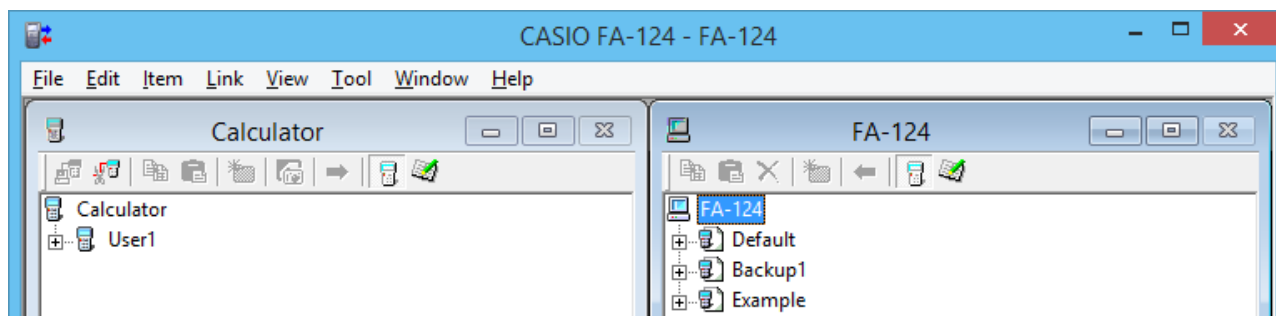 CASIO FA-124 - FA-124
File Edit Item Link View Tool Window Help
Calculator
Calculator
User1
FA-124
FA-124
Default
Backup1
Example